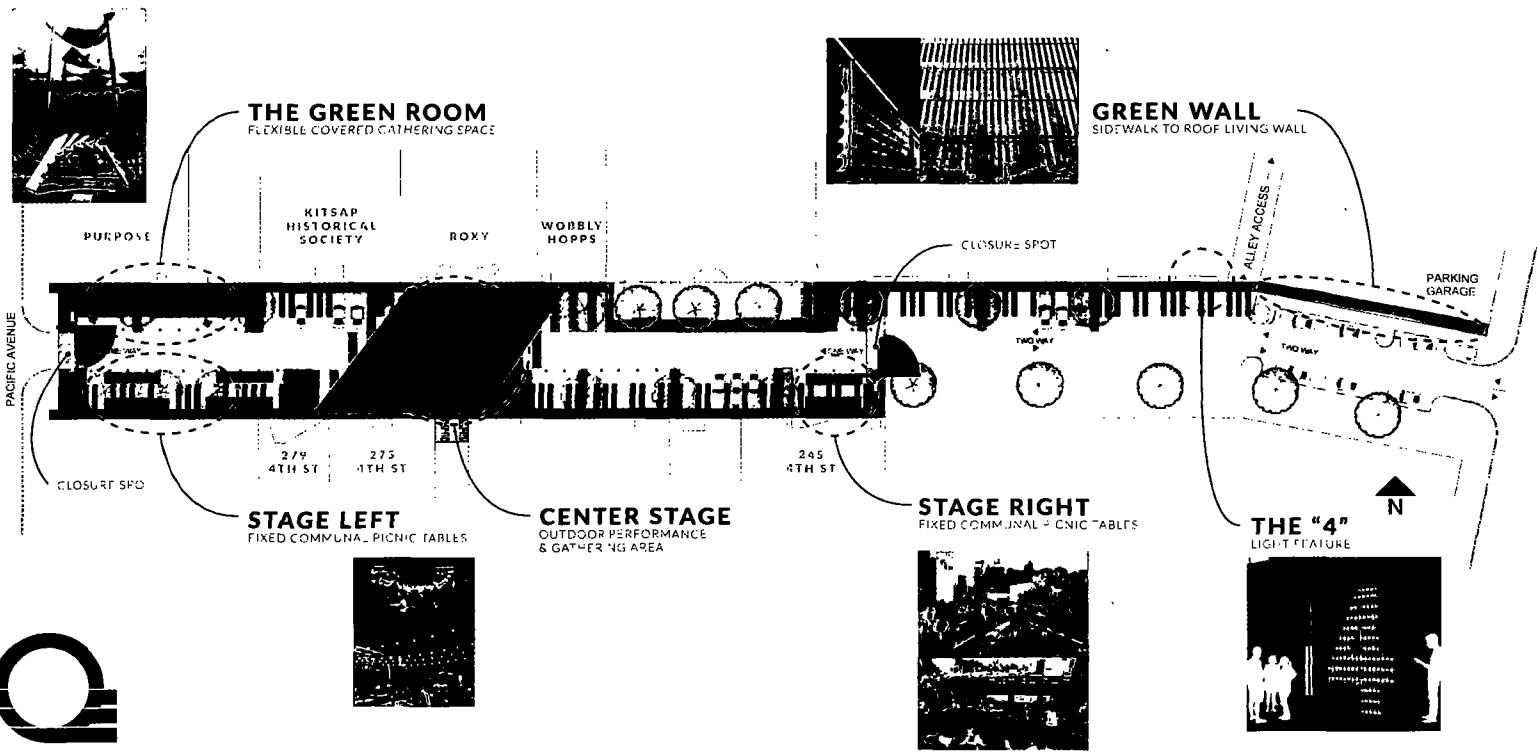 THE GREEN ROOM
FLEXIBLE COVERED GATHERING SPACE
GREEN WALL
SIDEWALK TO ROOF LIVING WALL
ALLEY ACCESS
KITSAP
HISTORICAL
SOCIETY
PURPOSE
ROXY
WOBBLY
HOPPS
CLOSURE SPOT
PARKING
GARAGE
PACIFIC AVENUE
TWO WAY
TWO WAY
279
4TH ST
275
4TH ST
245
4TH ST
CLOSURE SPO
N
STAGE LEFT
FIXED COMMUNAL PICNIC TABLES
CENTER STAGE
OUTDOOR PERFORMANCE
& GATHERING AREA
STAGE RIGHT
FIXED COMMUNAL PICNIC TABLES
THE "4"
LIGHT FEATURE